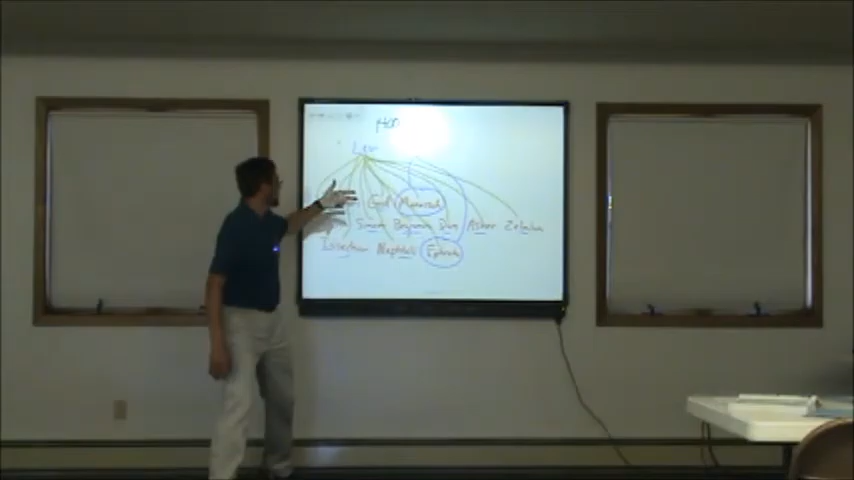 Levi
Gad Manasseh
Simeon Benjamin Dan Asher Zebulun
Issachar Naphtali Ephraim